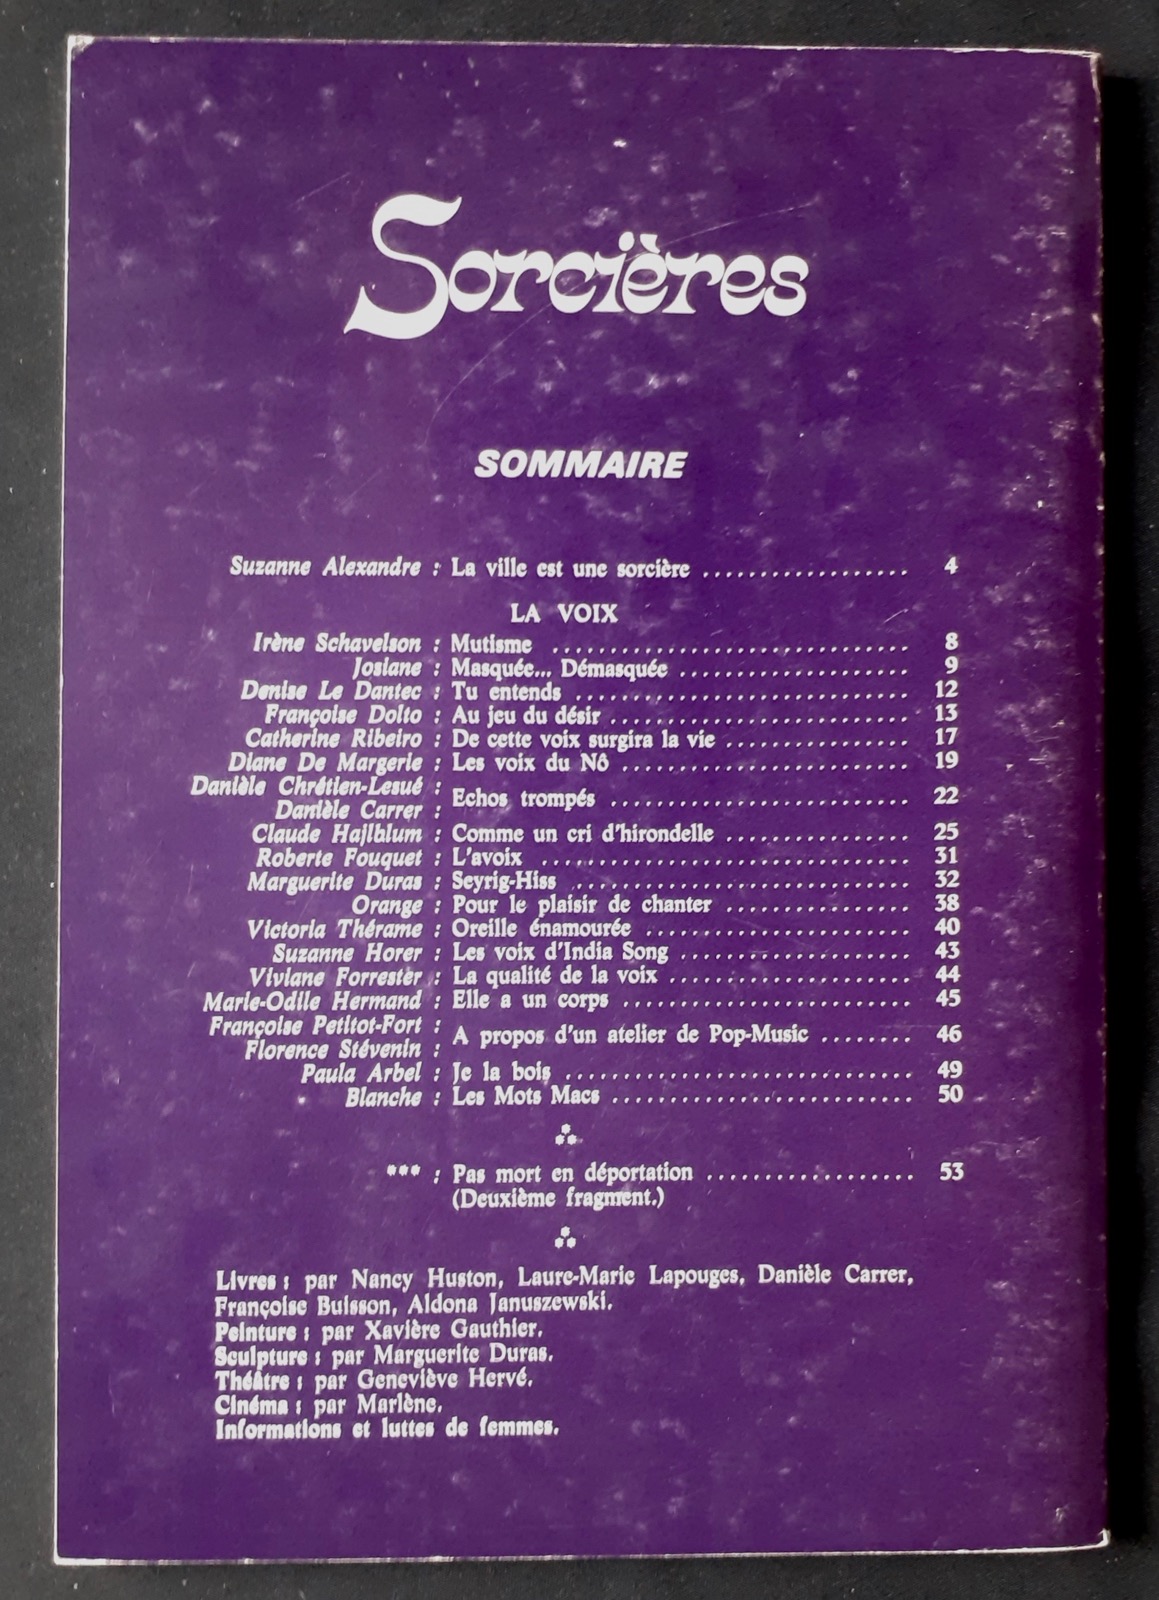 Sorcières
SOMMAIRE
Suzanne Alexandre : La ville est une sorcière .................. 4
LA VOIX
Irène Schavelson : Mutisme ............................... 8
Josiane : Masquée... Démasquée .................... 9
Denise Le Dantec : Tu entends ............................. 12
Françoise Dolto : Au jeu du désir .......................... 13
Catherine Ribeiro : De cette voix surgira la vie ................ 17
Diane De Margerie : Les voix du Nô ......................... 19
Danièle Chrétien-Lesué :
Danièle Carrer : Echos trompés .......................... 22
Claude Hajlblum : Comme un cri d'hirondelle ................ 25
Roberte Fouquet : L'avoix ................................ 31
Marguerite Duras : Seyrig-Hiss ............................. 32
Orange : Pour le plaisir de chanter ................ 38
Victoria Thérame : Oreille énamourée ....................... 40
Suzanne Horer : Les voix d'India Song ..................... 43
Viviane Forrester : La qualité de la voix ..................... 44
Marie-Odile Hermand : Elle a un corps ......................... 45
Françoise Petitot-Fort :
Florence Stévenin : A propos d'un atelier de Pop-Music ........ 46
Paula Arbel : Je la bois .............................. 49
Blanche : Les Mots Macs .......................... 50
*** : Pas mort en déportation .................. 53
(Deuxième fragment.)
Livres : par Nancy Huston, Laure-Marie Lapouges, Danièle Carrer,
Françoise Buisson, Aldona Januszewski.
Peinture : par Xavière Gauthier.
Sculpture : par Marguerite Duras.
Théâtre : par Geneviève Hervé.
Cinéma : par Marlène.
Informations et luttes de femmes.